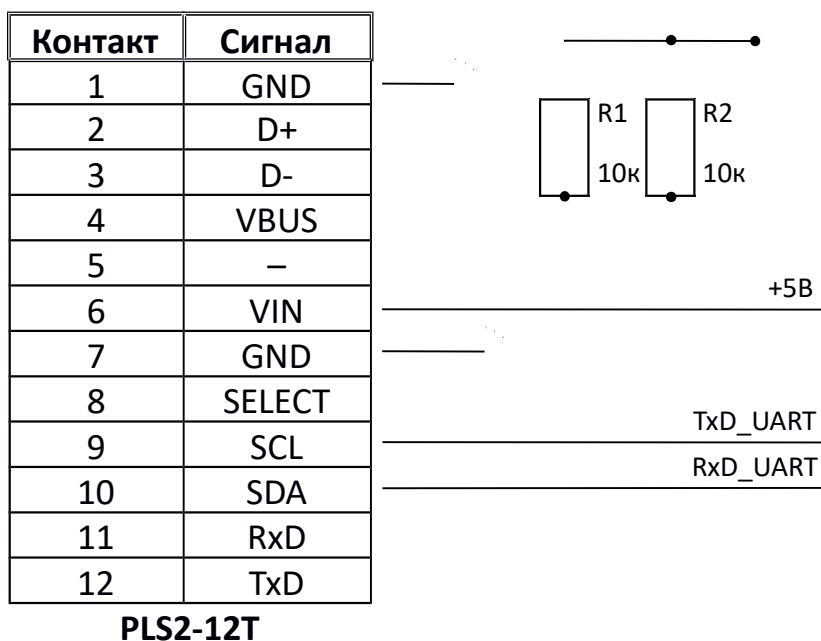 Контакт Сигнал
1 GND
2 D+
3 D-
4 VBUS
5 –
6 VIN
7 GND
8 SELECT
9 SCL
10 SDA
11 RxD
12 TxD
PLS2-12T
R1 R2
10к 10к
+5В
TxD_UART
RxD_UART